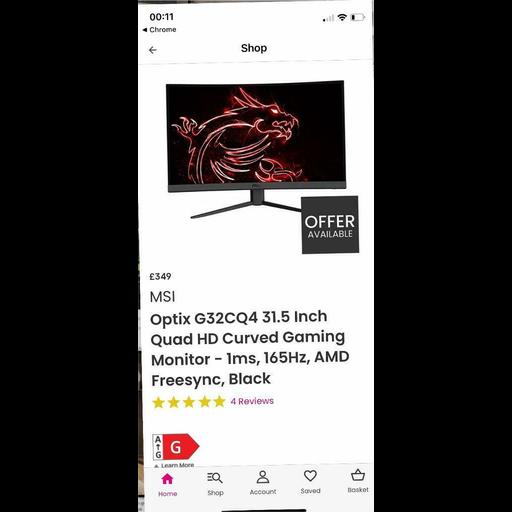 00:11
Chrome
Shop
OFFER
AVAILABLE
£349
MSI
Optix G32CQ4 31.5 Inch
Quad HD Curved Gaming
Monitor - 1ms, 165Hz, AMD
Freesync, Black
4 Reviews
A
G
G
Learn More
Home
Shop
Account
Saved
Basket